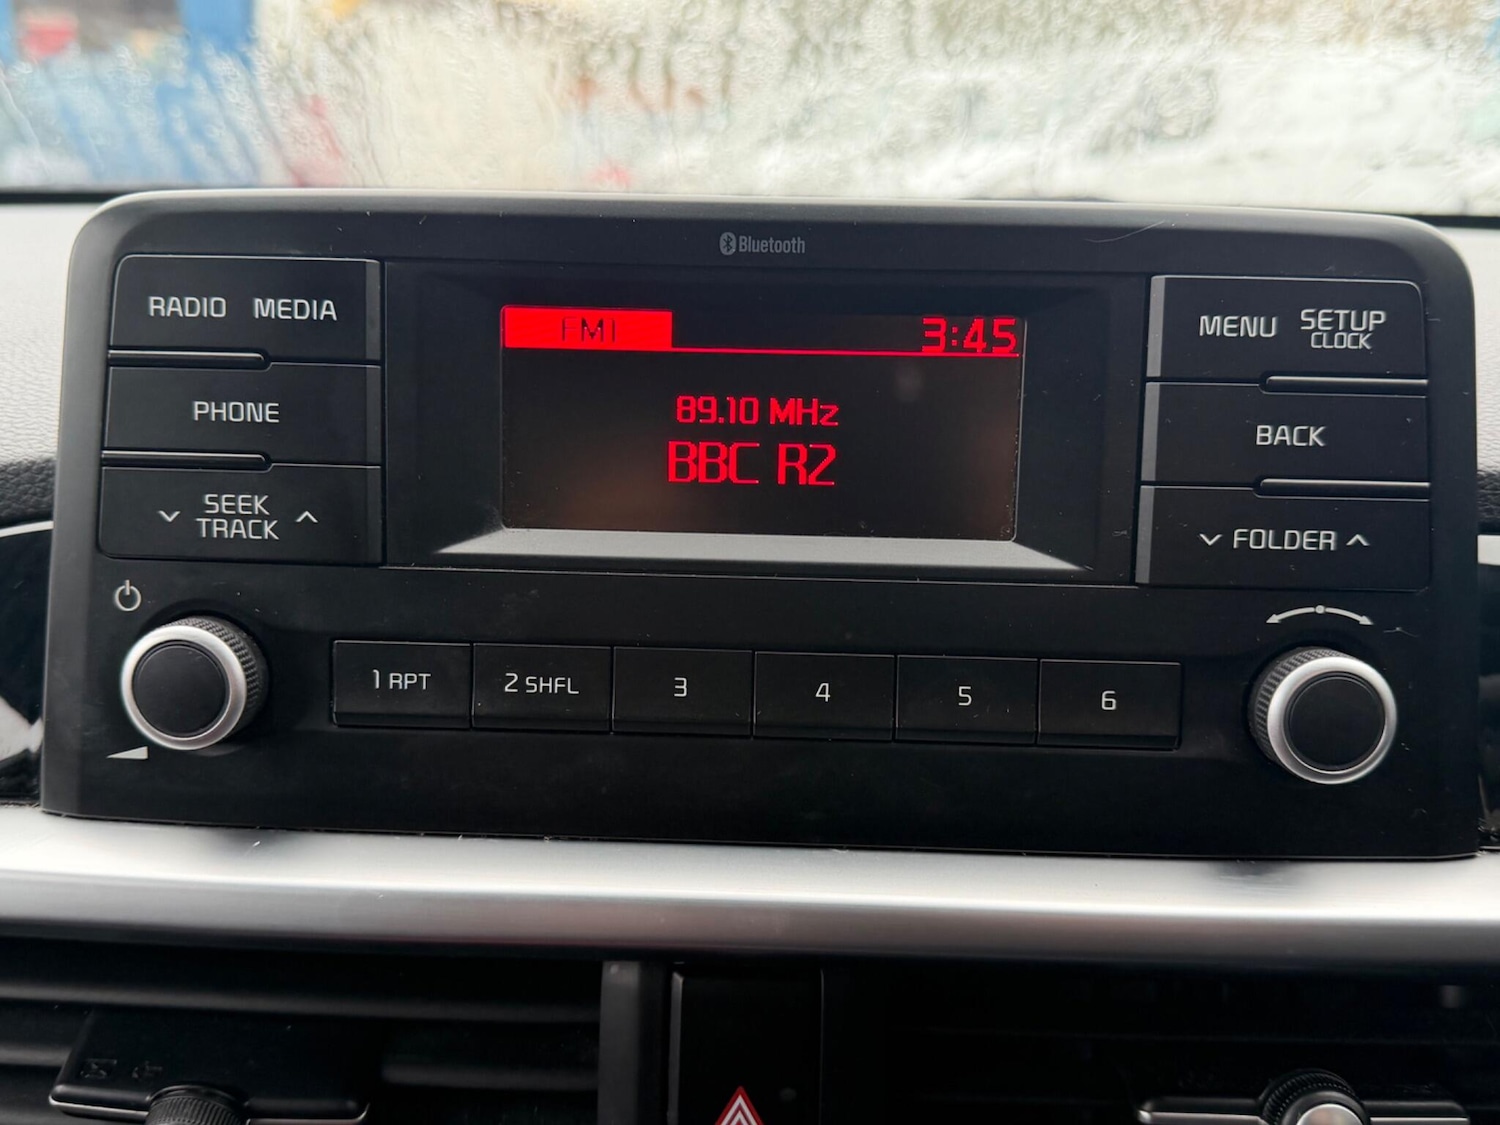 Bluetooth
RADIO MEDIA
PHONE
SEEK
TRACK
FM1 3:45
89.10 MHz
BBC R2
MENU SETUP
CLOCK
BACK
FOLDER
1 RPT 2 SHFL 3 4 5 6